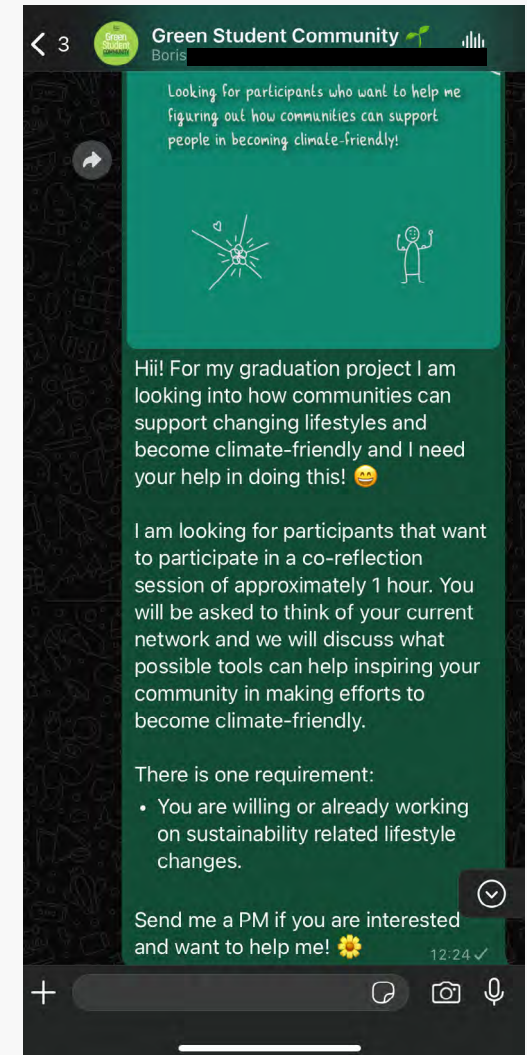 3
Green Student Community 🌱
Green
Student
COMMUNITY
Boris
Looking for participants who want to help me
figuring out how communities can support
people in becoming climate-friendly!
Hii! For my graduation project I am
looking into how communities can
support changing lifestyles and
become climate-friendly and I need
your help in doing this! 😄
I am looking for participants that want
to participate in a co-reflection
session of approximately 1 hour. You
will be asked to think of your current
network and we will discuss what
possible tools can help inspiring your
community in making efforts to
become climate-friendly.
There is one requirement:
• You are willing or already working
on sustainability related lifestyle
changes.
Send me a PM if you are interested
and want to help me! 🌼
12:24